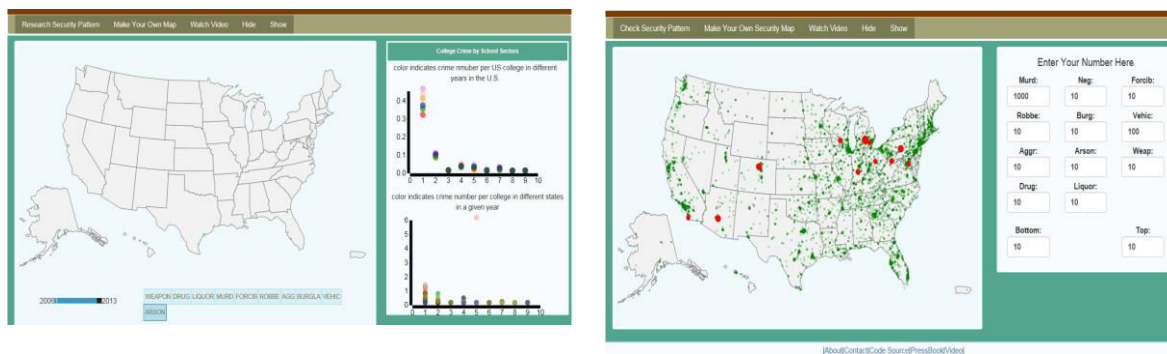 Research Security Pattern Make Your Own Map Watch Video Hide Show
College Crime by School Sectors
color indicates crime nmuber per US college in different
years in the U.S
0.4
0.3
0.2
0.1
0.0
0 1 2 3 4 5 6 7 8 9 10
color indicates crime number per college in different states
in a given year
6
5
4
3
2
1
0
0 1 2 3 4 5 6 7 8 9 10
2013
WEAPON DRUG LIQUOR MURD FORCIB ROBBE AGG BURGLA VEHIC
ARSON
Check Security Pattern Make Your Own Security Map Watch Video Hide Show
Enter Your Number Here
Murd: Neg: Forcib:
1000 10 10
Robbe: Burg: Vehic:
10 10 100
Aggr: Arson: Weap:
10 10 10
Drug: Liquor:
10 10
Bottom: Top:
10 10
|About|Contact|Code Source|PressBook|Video|